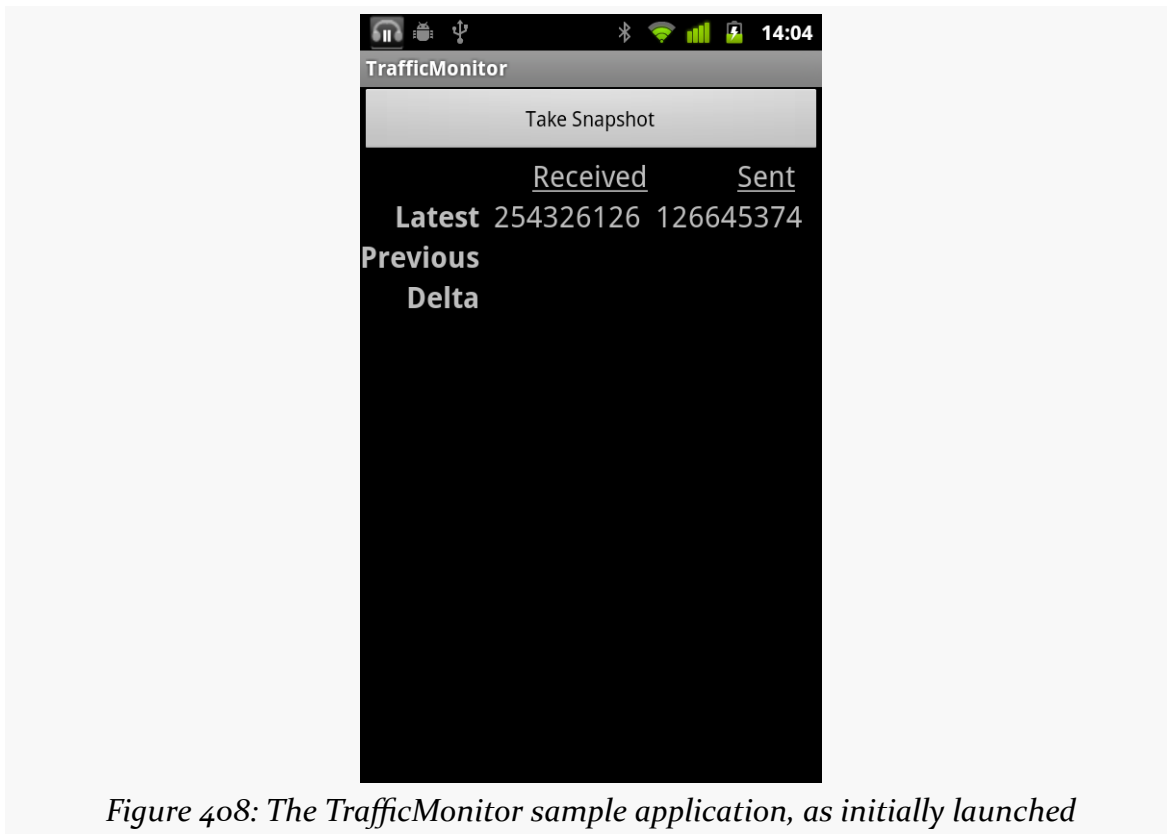 14:04
TrafficMonitor
Take Snapshot
Received Sent
Latest 254326126 126645374
Previous
Delta
Figure 408: The TrafficMonitor sample application, as initially launched